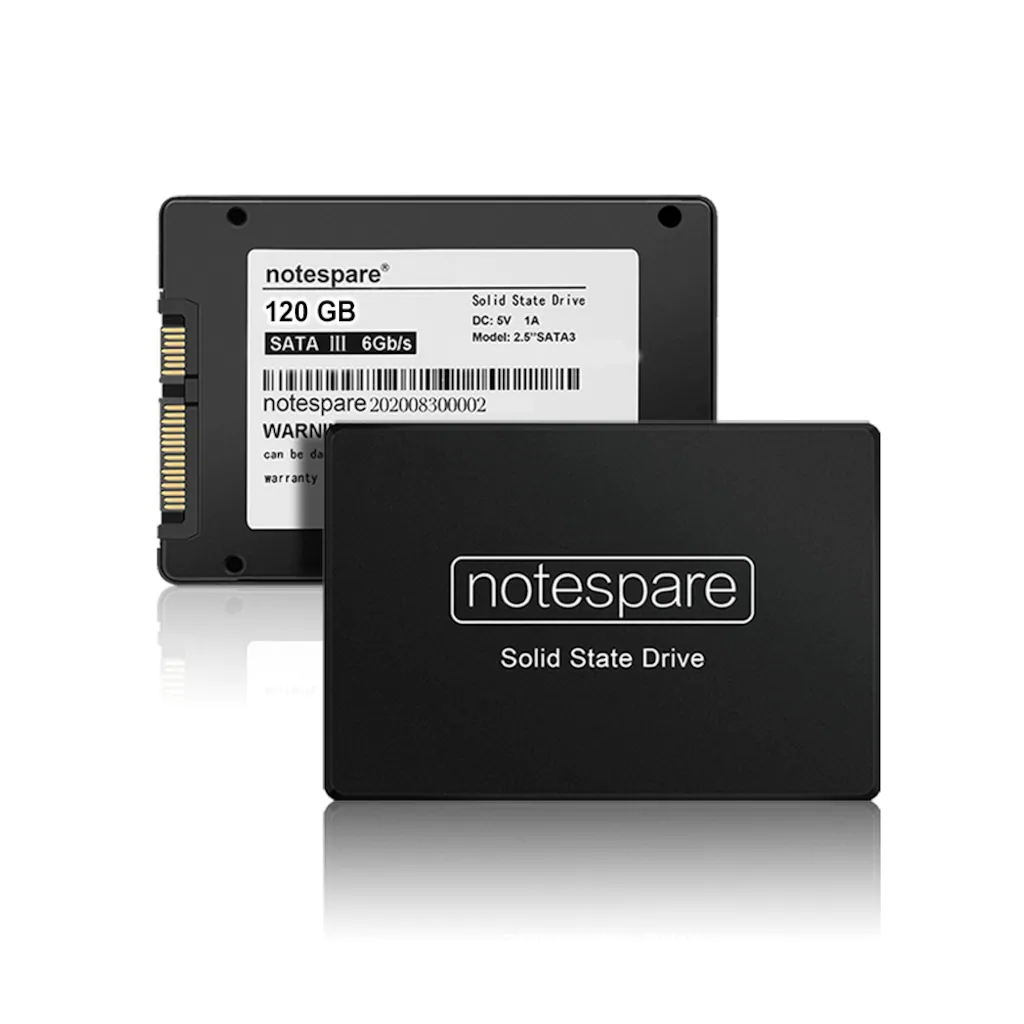 notespare®
120 GB
Solid State Drive
SATA III 6Gb/s
DC: 5V 1A
Model: 2.5"SATA3
notespare 202008300002
can be
warranty
notespare
Solid State Drive